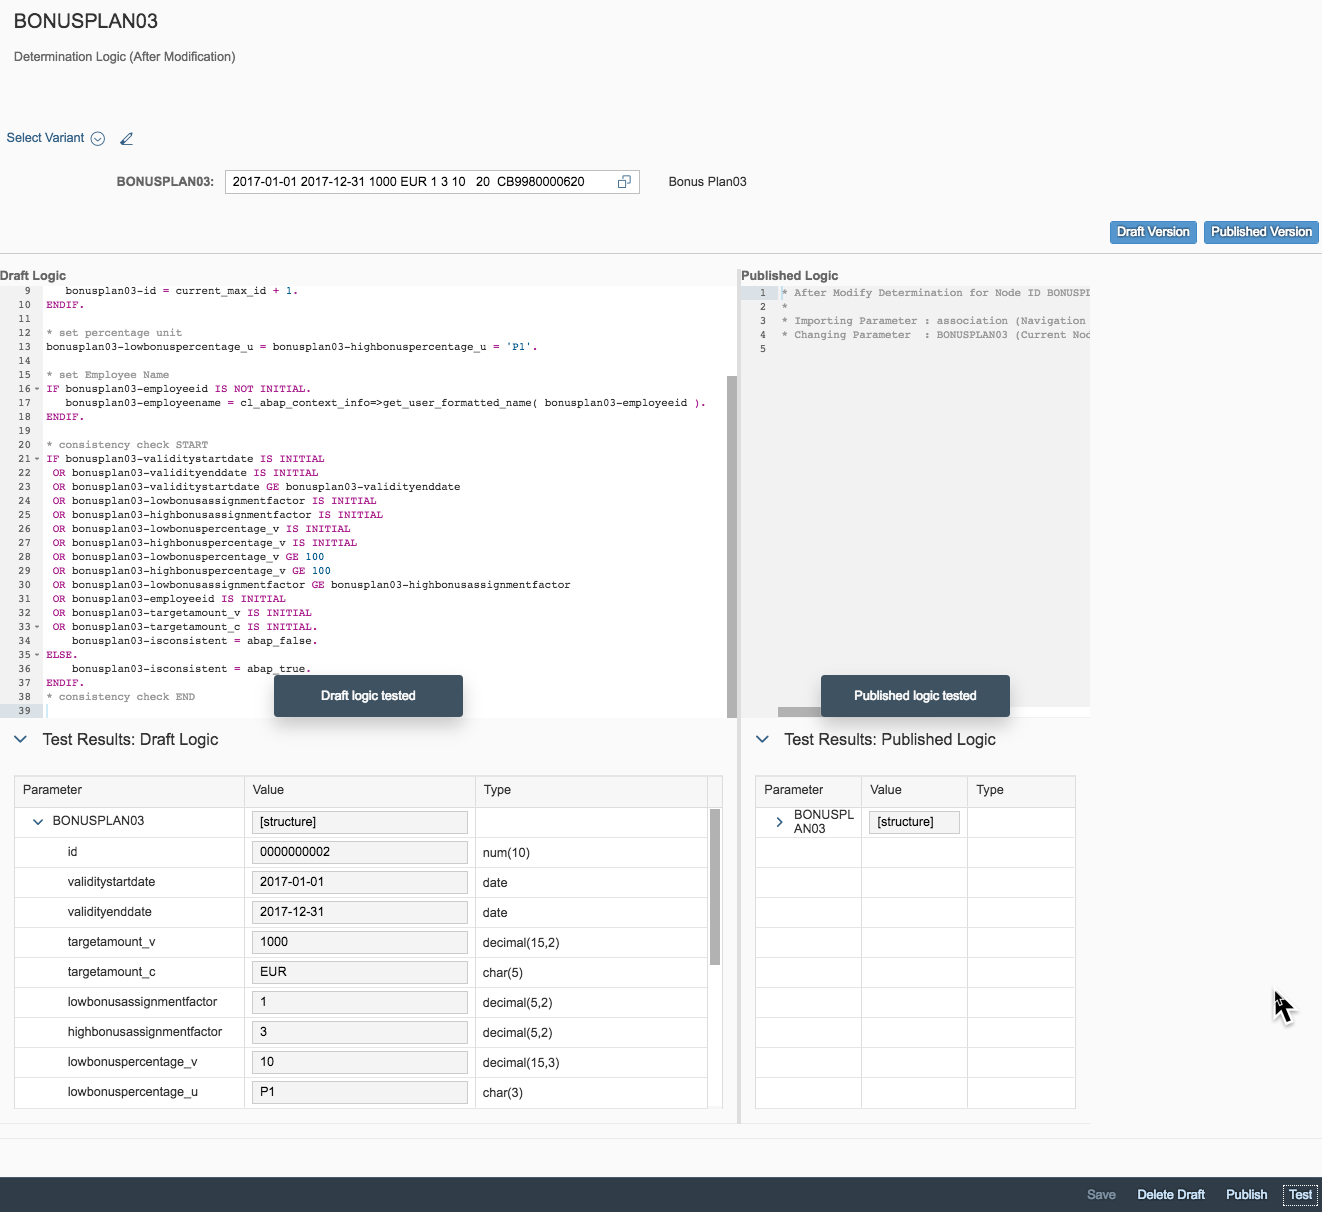 BONUSPLAN03
Determination Logic (After Modification)
Select Variant
BONUSPLAN03: 2017-01-01 2017-12-31 1000 EUR 1 3 10 20 CB9980000620 Bonus Plan03
Draft Version Published Version
Draft Logic
9 bonusplan03-id = current_max_id + 1.
10 ENDIF.
11
12 * set percentage unit
13 bonusplan03-lowbonuspercentage_u = bonusplan03-highbonuspercentage_u = 'P1'.
14
15 * set Employee Name
16 IF bonusplan03-employeeid IS NOT INITIAL.
17 bonusplan03-employeename = cl_abap_context_info=>get_user_formatted_name( bonusplan03-employeeid ).
18 ENDIF.
19
20 * consistency check START
21 IF bonusplan03-validitystartdate IS INITIAL
22 OR bonusplan03-validityenddate IS INITIAL
23 OR bonusplan03-validitystartdate GE bonusplan03-validityenddate
24 OR bonusplan03-lowbonusassignmentfactor IS INITIAL
25 OR bonusplan03-highbonusassignmentfactor IS INITIAL
26 OR bonusplan03-lowbonuspercentage_v IS INITIAL
27 OR bonusplan03-highbonuspercentage_v IS INITIAL
28 OR bonusplan03-lowbonuspercentage_v GE 100
29 OR bonusplan03-highbonuspercentage_v GE 100
30 OR bonusplan03-lowbonusassignmentfactor GE bonusplan03-highbonusassignmentfactor
31 OR bonusplan03-employeeid IS INITIAL
32 OR bonusplan03-targetamount_v IS INITIAL
33 OR bonusplan03-targetamount_c IS INITIAL.
34 bonusplan03-isconsistent = abap_false.
35 ELSE.
36 bonusplan03-isconsistent = abap_true.
37 ENDIF.
38 * consistency check END
39
Draft logic tested
Published Logic
1 * After Modify Determination for Node ID BONUSPL
2 *
3 * Importing Parameter : association (Navigation
4 * Changing Parameter : BONUSPLAN03 (Current Nod
5
Published logic tested
Test Results: Draft Logic
Parameter Value Type
BONUSPLAN03 [structure]
id 0000000002 num(10)
validitystartdate 2017-01-01 date
validityenddate 2017-12-31 date
targetamount_v 1000 decimal(15,2)
targetamount_c EUR char(5)
lowbonusassignmentfactor 1 decimal(5,2)
highbonusassignmentfactor 3 decimal(5,2)
lowbonuspercentage_v 10 decimal(15,3)
lowbonuspercentage_u P1 char(3)
Test Results: Published Logic
Parameter Value Type
BONUSPL
AN03 [structure]
Save Delete Draft Publish Test